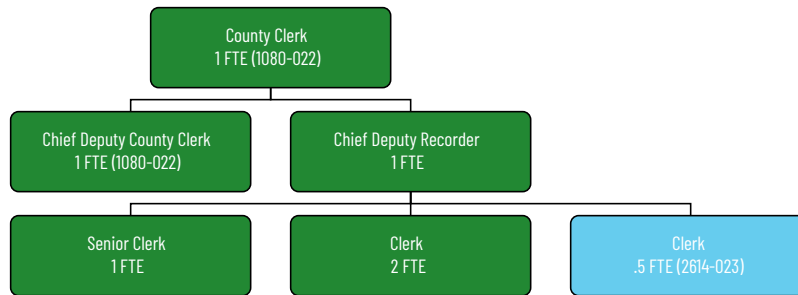 County Clerk
1 FTE (1080-022)
Chief Deputy County Clerk
1 FTE (1080-022)
Chief Deputy Recorder
1 FTE
Senior Clerk
1 FTE
Clerk
2 FTE
Clerk
.5 FTE (2614-023)